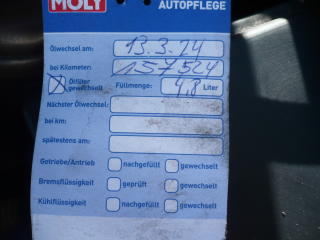 MOLY AUTOPFLEGE
Ölwechsel am: 13.3.24
bei Kilometer: 157524
Ölfilter gewechselt Füllmenge: 4,8 Liter
Nächster Ölwechsel:
bei km:
spätestens am:
Getriebe/Antrieb nachgefüllt gewechselt
Bremsflüssigkeit geprüft gewechselt
Kühlflüssigkeit nachgefüllt gewechselt